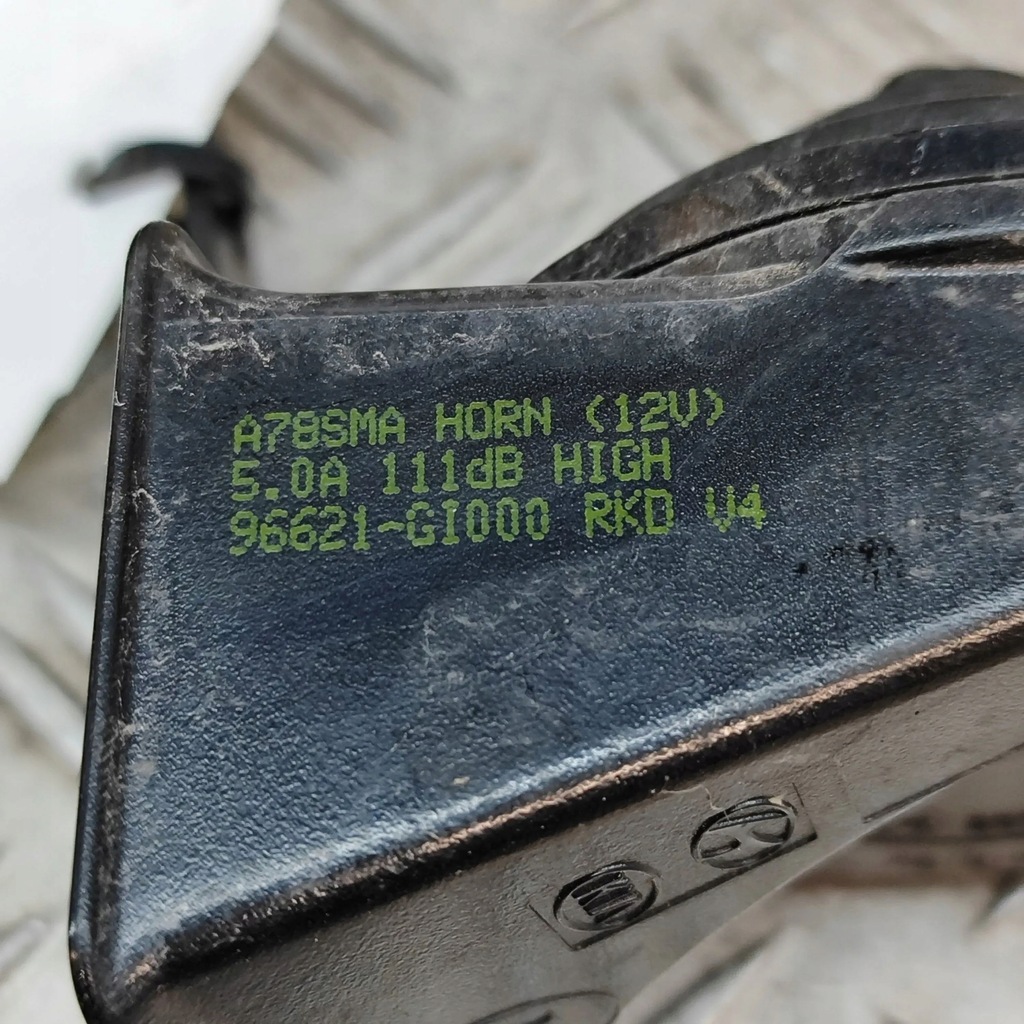 A78SMA HORN (12V)
5.0A 111dB HIGH
96621-GI000 RKD V4